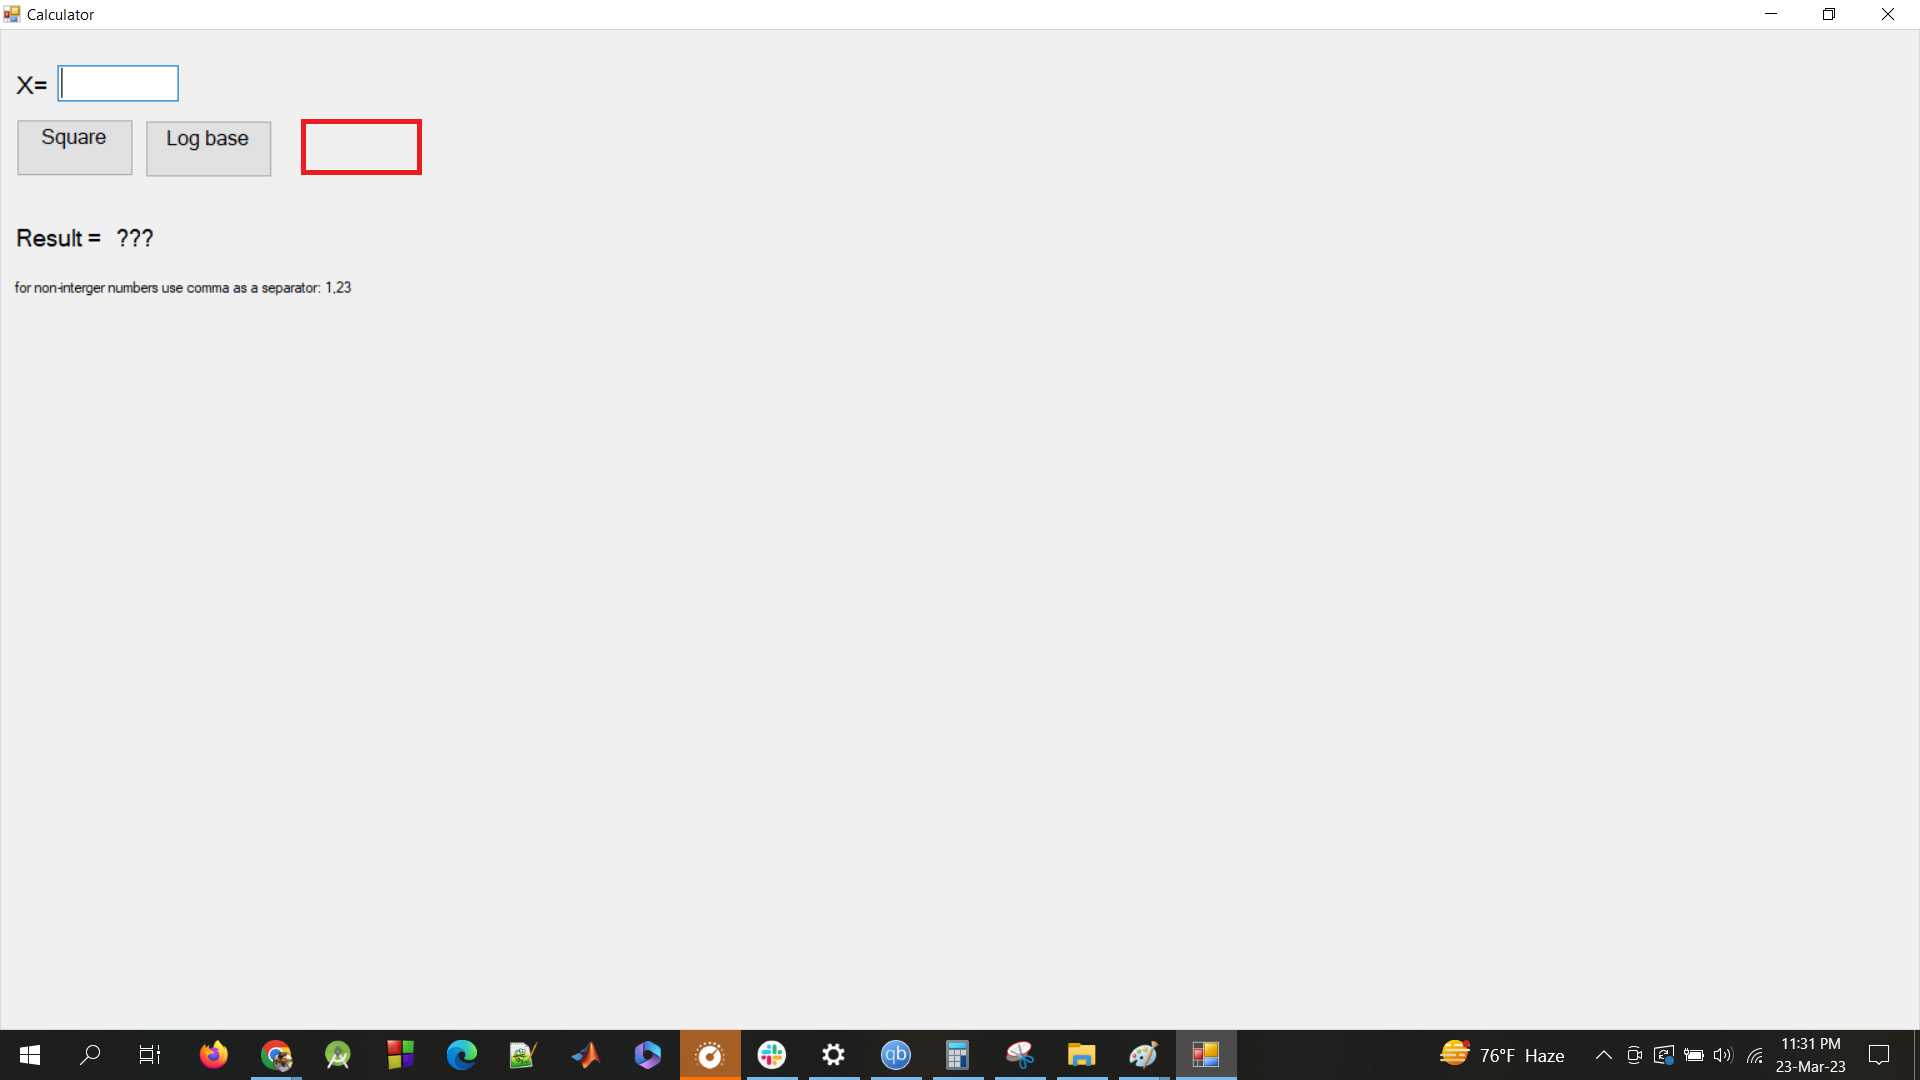 Calculator
X=
Square
Log base
Result = ???
for non-interger numbers use comma as a separator: 1,23
qb
76°F Haze
11:31 PM
23-Mar-23